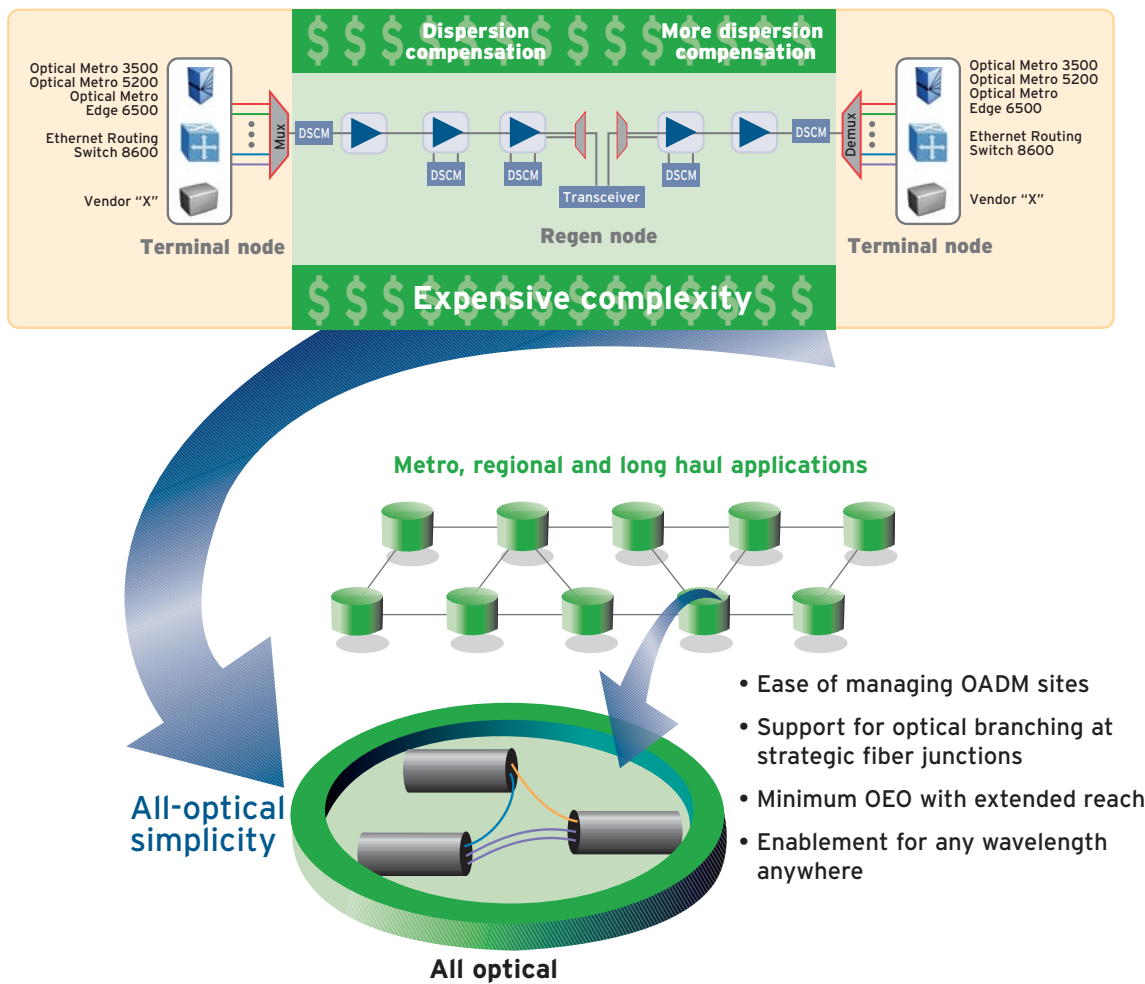 Dispersion
compensation
More dispersion
compensation
Optical Metro 3500
Optical Metro 5200
Optical Metro
Edge 6500
Ethernet Routing
Switch 8600
Vendor “X”
Terminal node
Mux
DSCM
DSCM
DSCM
Transceiver
Regen node
DSCM
DSCM
Demux
Optical Metro 3500
Optical Metro 5200
Optical Metro
Edge 6500
Ethernet Routing
Switch 8600
Vendor “X”
Terminal node
$ $ $ $ $ $ $ $ $ $ $ $ $ $
Expensive complexity
Metro, regional and long haul applications
• Ease of managing OADM sites
• Support for optical branching at
strategic fiber junctions
• Minimum OEO with extended reach
• Enablement for any wavelength
anywhere
All-optical
simplicity
All optical